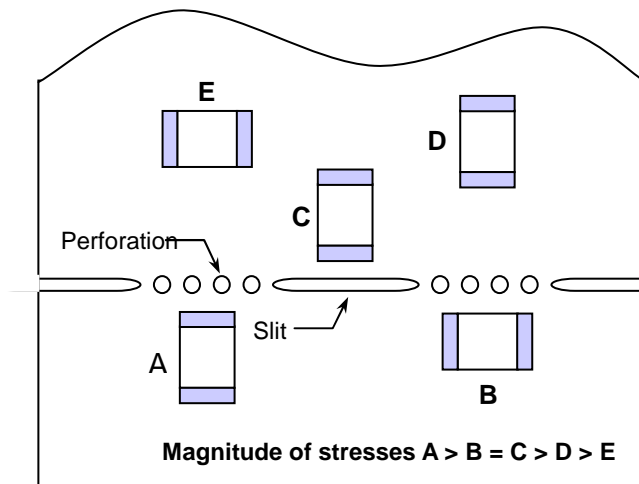 E
D
C
Perforation
Slit
A
B
Magnitude of stresses A > B = C > D > E